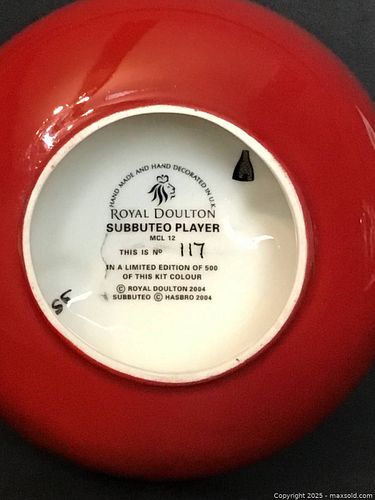 HAND MADE AND HAND DECORATED IN U.K.
ROYAL DOULTON
SUBBUTEO PLAYER
MCL 12
THIS IS Nº 117
IN A LIMITED EDITION OF 500
OF THIS KIT COLOUR
© ROYAL DOULTON 2004
SUBBUTEO © HASBRO 2004
Copyright 2025 - maxsold.com